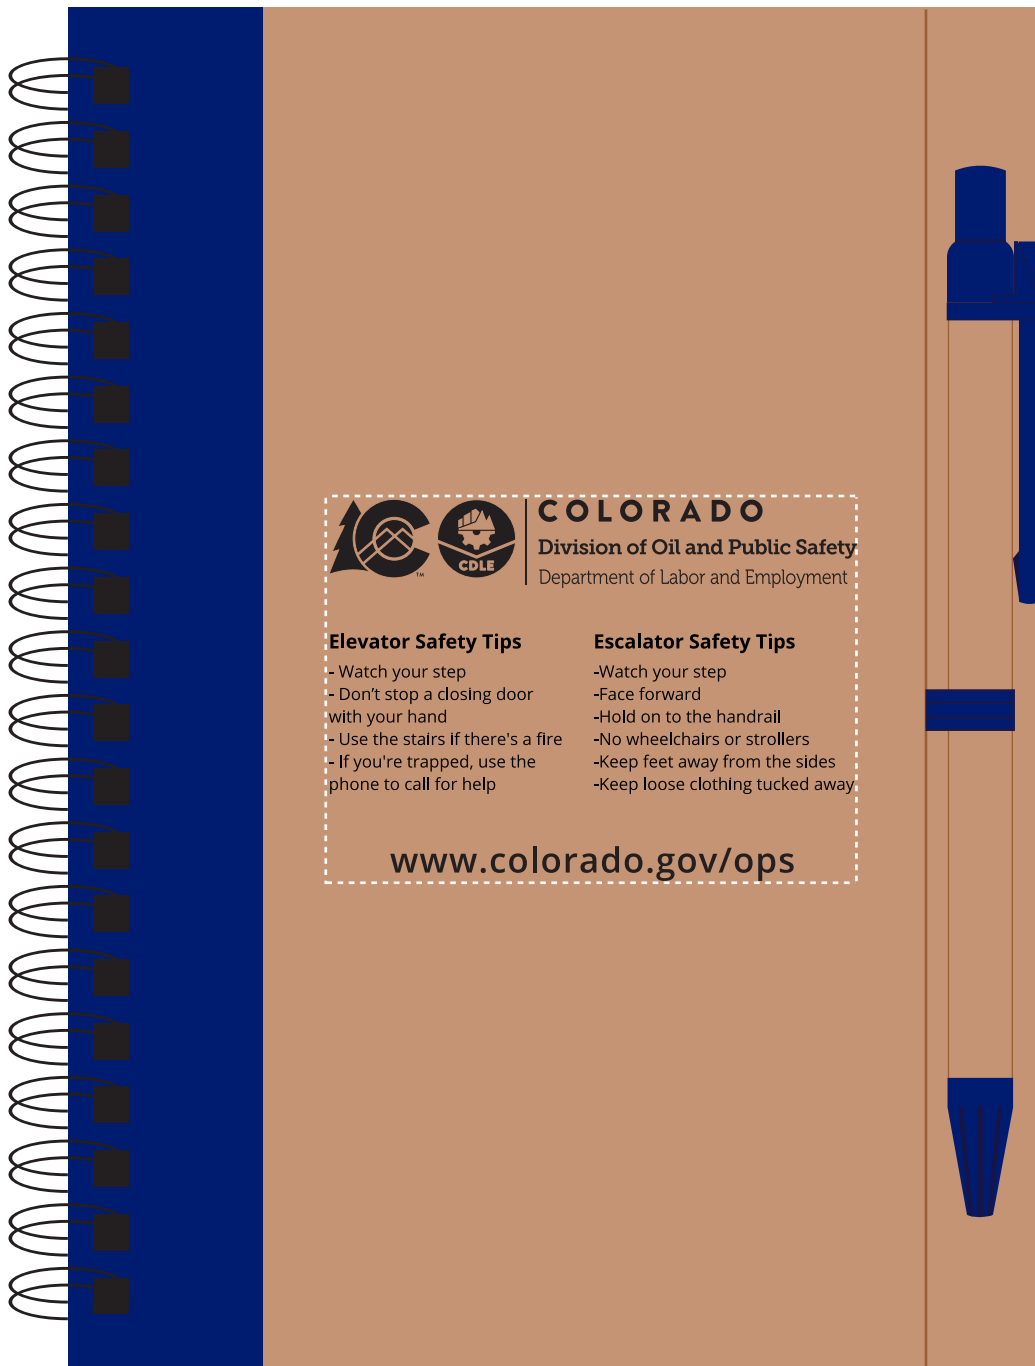 COLORADO
Division of Oil and Public Safety
Department of Labor and Employment
CDLE
TM
Elevator Safety Tips
- Watch your step
- Don’t stop a closing door
with your hand
- Use the stairs if there's a fire
- If you're trapped, use the
phone to call for help
Escalator Safety Tips
-Watch your step
-Face forward
-Hold on to the handrail
-No wheelchairs or strollers
-Keep feet away from the sides
-Keep loose clothing tucked away
www.colorado.gov/ops